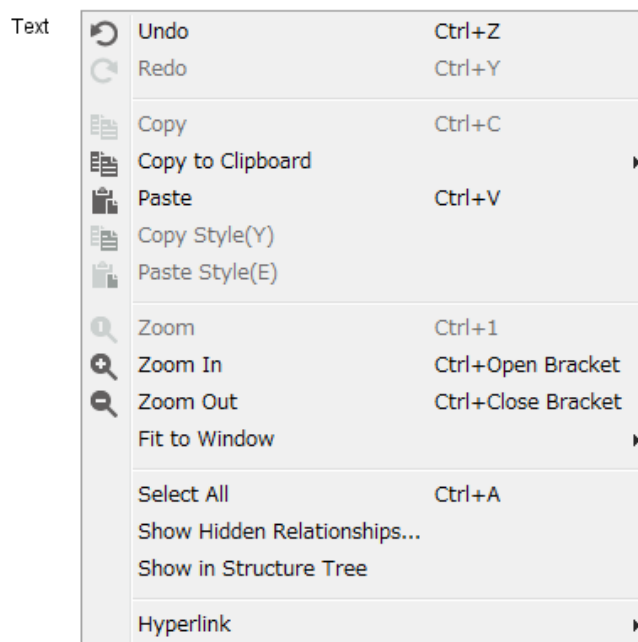 Text
Undo Ctrl+Z
Redo Ctrl+Y
Copy Ctrl+C
Copy to Clipboard
Paste Ctrl+V
Copy Style(Y)
Paste Style(E)
Zoom Ctrl+1
Zoom In Ctrl+Open Bracket
Zoom Out Ctrl+Close Bracket
Fit to Window
Select All Ctrl+A
Show Hidden Relationships...
Show in Structure Tree
Hyperlink